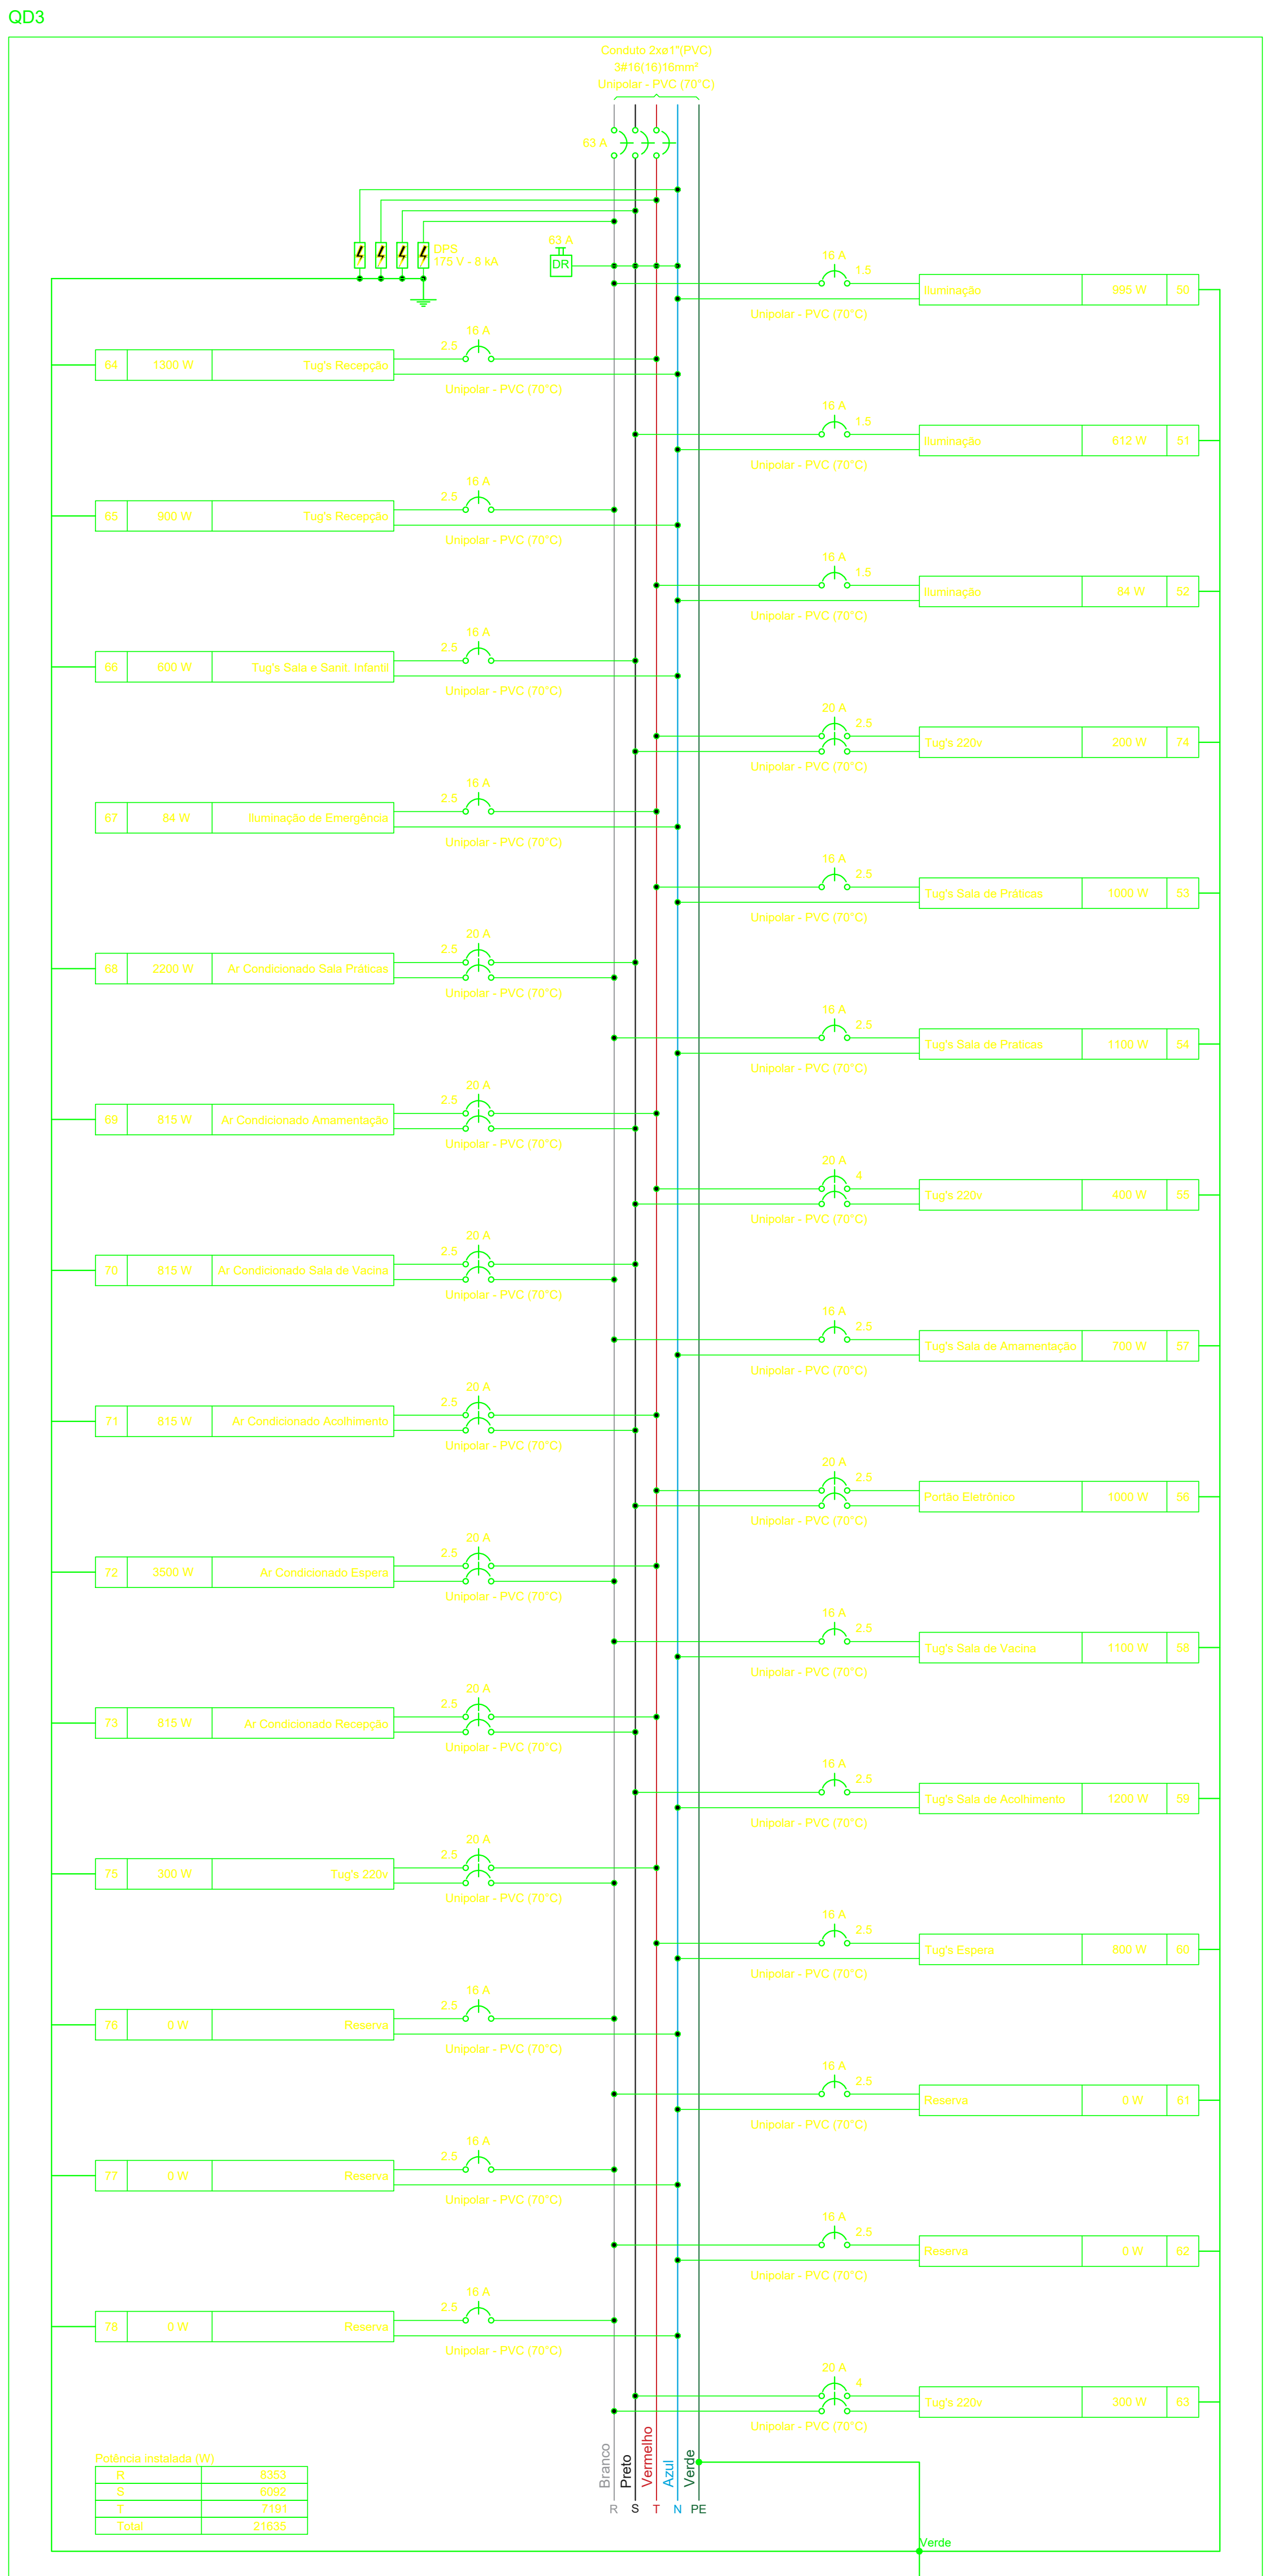 QD3
Conduto 2xø1"(PVC)
3#16(16)16mm²
Unipolar - PVC (70°C)
63 A
DPS
175 V - 8 kA
63 A
DR
16 A
1.5
Iluminação 995 W 50
Unipolar - PVC (70°C)
16 A
2.5
64 1300 W Tug's Recepção
Unipolar - PVC (70°C)
16 A
1.5
Iluminação 612 W 51
Unipolar - PVC (70°C)
16 A
2.5
65 900 W Tug's Recepção
Unipolar - PVC (70°C)
16 A
1.5
Iluminação 84 W 52
Unipolar - PVC (70°C)
16 A
2.5
66 600 W Tug's Sala e Sanit. Infantil
Unipolar - PVC (70°C)
20 A
2.5
Tug's 220v 200 W 74
Unipolar - PVC (70°C)
16 A
2.5
67 84 W Iluminação de Emergência
Unipolar - PVC (70°C)
16 A
2.5
Tug's Sala de Práticas 1000 W 53
Unipolar - PVC (70°C)
20 A
2.5
68 2200 W Ar Condicionado Sala Práticas
Unipolar - PVC (70°C)
16 A
2.5
Tug's Sala de Praticas 1100 W 54
Unipolar - PVC (70°C)
20 A
2.5
69 815 W Ar Condicionado Amamentação
Unipolar - PVC (70°C)
20 A
4
Tug's 220v 400 W 55
Unipolar - PVC (70°C)
20 A
2.5
70 815 W Ar Condicionado Sala de Vacina
Unipolar - PVC (70°C)
16 A
2.5
Tug's Sala de Amamentação 700 W 57
Unipolar - PVC (70°C)
20 A
2.5
71 815 W Ar Condicionado Acolhimento
Unipolar - PVC (70°C)
20 A
2.5
Portão Eletrônico 1000 W 56
Unipolar - PVC (70°C)
20 A
2.5
72 3500 W Ar Condicionado Espera
Unipolar - PVC (70°C)
16 A
2.5
Tug's Sala de Vacina 1100 W 58
Unipolar - PVC (70°C)
20 A
2.5
73 815 W Ar Condicionado Recepção
Unipolar - PVC (70°C)
16 A
2.5
Tug's Sala de Acolhimento 1200 W 59
Unipolar - PVC (70°C)
20 A
2.5
75 300 W Tug's 220v
Unipolar - PVC (70°C)
16 A
2.5
Tug's Espera 800 W 60
Unipolar - PVC (70°C)
16 A
2.5
76 0 W Reserva
Unipolar - PVC (70°C)
16 A
2.5
Reserva 0 W 61
Unipolar - PVC (70°C)
16 A
2.5
77 0 W Reserva
Unipolar - PVC (70°C)
16 A
2.5
Reserva 0 W 62
Unipolar - PVC (70°C)
16 A
2.5
78 0 W Reserva
Unipolar - PVC (70°C)
20 A
4
Tug's 220v 300 W 63
Unipolar - PVC (70°C)
Branco
Preto
Vermelho
Azul
Verde
R S T N PE
Potência instalada (W)
R 8353
S 6092
T 7191
Total 21635
Verde